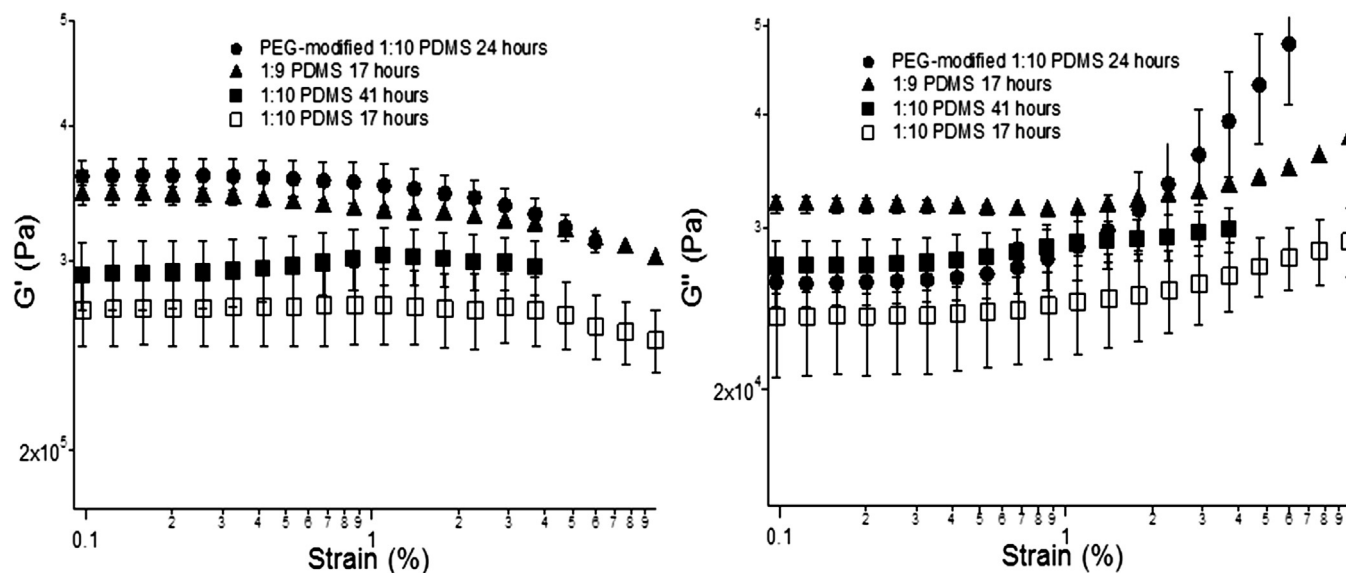 5
4
3
2x10⁵
G' (Pa)
PEG-modified 1:10 PDMS 24 hours
1:9 PDMS 17 hours
1:10 PDMS 41 hours
1:10 PDMS 17 hours
2 3 4 5 6 7 8 9 2 3 4 5 6 7 8 9
0.1 1
Strain (%)
5
4
3
2x10⁴
G'' (Pa)
PEG-modified 1:10 PDMS 24 hours
1:9 PDMS 17 hours
1:10 PDMS 41 hours
1:10 PDMS 17 hours
2 3 4 5 6 7 8 9 2 3 4 5 6 7 8 9
0.1 1
Strain (%)